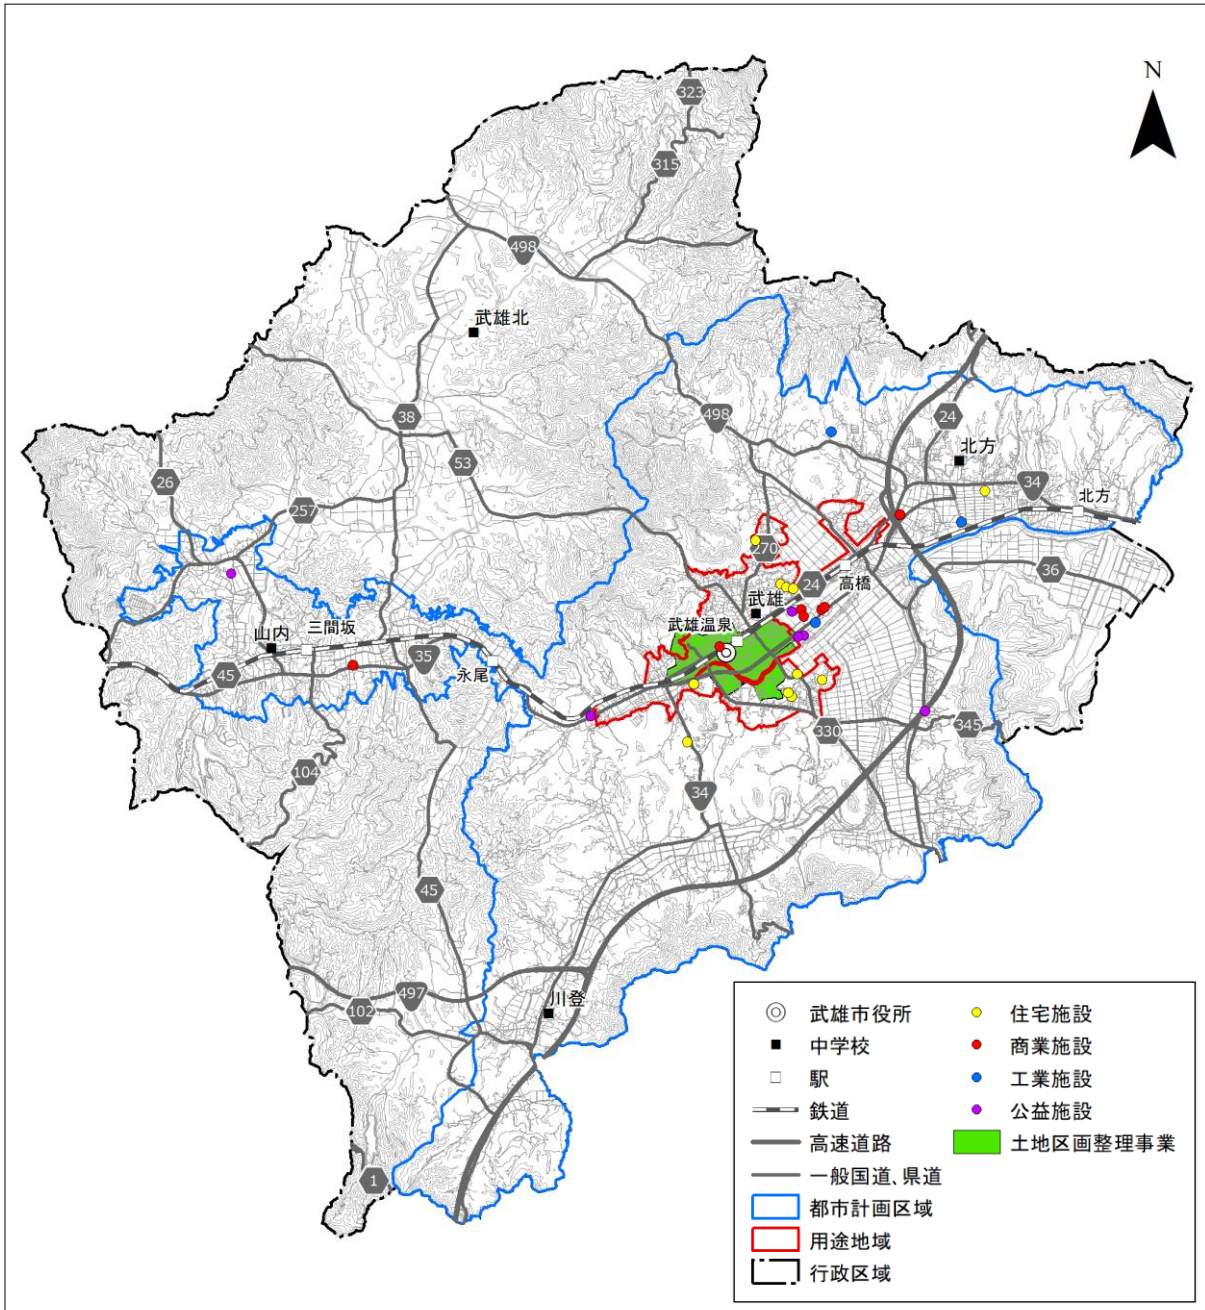 N
323
315
498
武雄北
498
38
24
53
北方
26
34
北方
257
270
36
24
高橋
武雄
三間坂
武雄温泉
山内
35
45
永尾
345
330
104
34
45
497
川登
102
1
武雄市役所
住宅施設
中学校
商業施設
駅
工業施設
鉄道
公益施設
高速道路
土地区画整理事業
一般国道、県道
都市計画区域
用途地域
行政区域